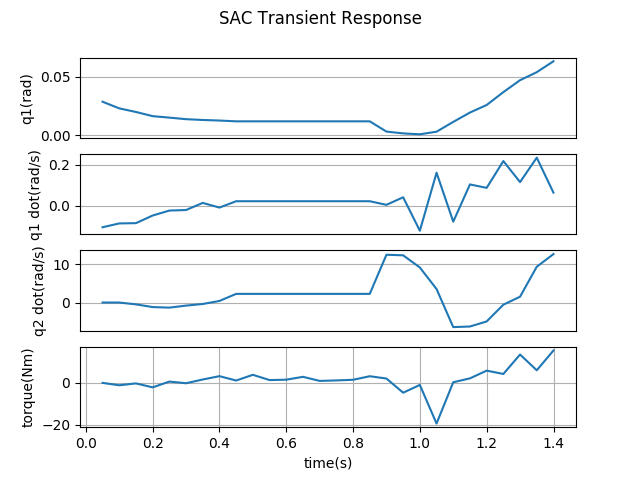 SAC Transient Response
q1(rad)
0.05
0.00
q1 dot(rad/s)
0.2
0.0
q2 dot(rad/s)
10
0
torque(Nm)
0
−20
0.0 0.2 0.4 0.6 0.8 1.0 1.2 1.4
time(s)